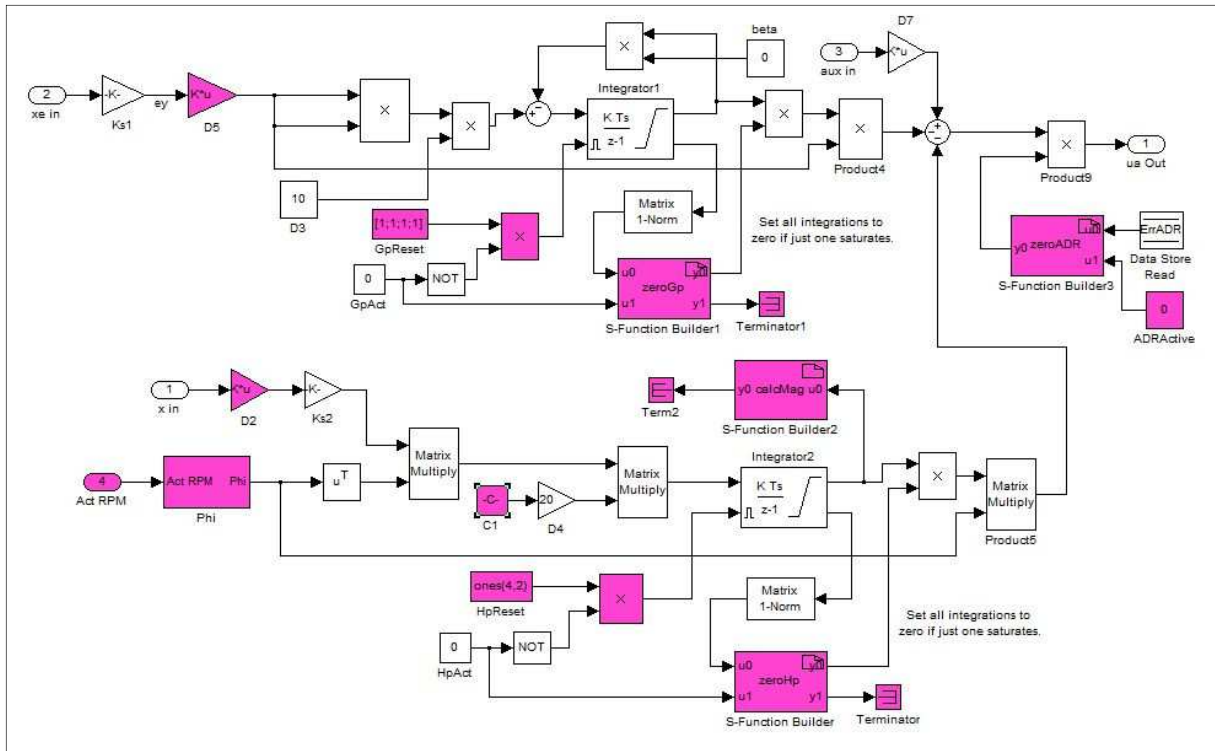 D7
beta
3
K*u
aux in
×
0
2
xe in
-K-
Ks1
ey
K*u
D5
×
×
Integrator1
K Ts
z-1
×
×
Product4
×
Product9
1
ua Out
10
D3
[1;1;1;1]
GpReset
×
Matrix
1-Norm
Set all integrations to
zero if just one saturates.
0
GpAct
NOT
u0
y0
zeroGp
u1
y1
S-Function Builder1
Terminator1
u0
y0
zeroADR
u1
S-Function Builder3
ErrADR
Data Store
Read
0
ADRActive
1
x in
K*u
D2
K-
Ks2
Term2
y0 calcMag u0
S-Function Builder2
Matrix
Multiply
4
Act RPM
Act RPM Phi
Phi
uT
-C-
C1
20
D4
Matrix
Multiply
Integrator2
K Ts
z-1
×
Matrix
Multiply
Product5
ones(4,2)
HpReset
×
Matrix
1-Norm
Set all integrations to
zero if just one saturates.
0
HpAct
NOT
u0
y0
zeroHp
u1
y1
S-Function Builder
Terminator